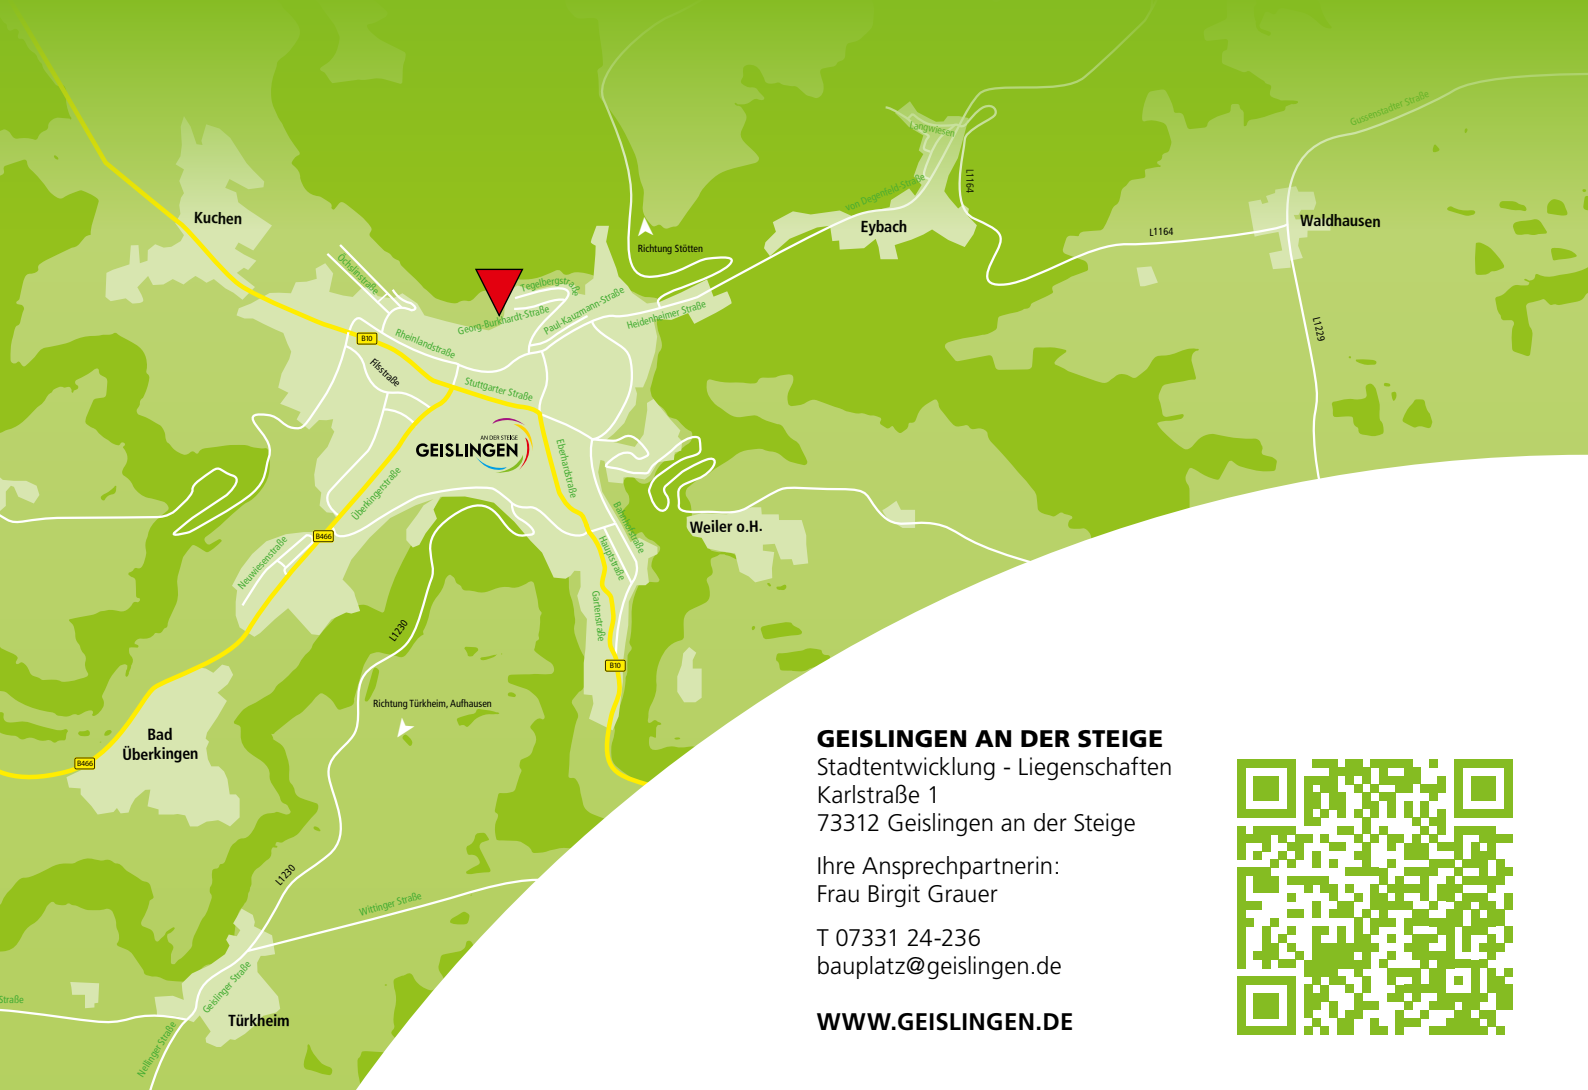 Gussenstadter Straße
Langwiesen
L1164
von Degenfeld-Straße
Kuchen
Eybach
Waldhausen
L1164
Richtung Stötten
Öchslinstraße
Tegelbergstraße
Georg-Burkhardt-Straße
Paul-Kauzmann-Straße
Heidenheimer Straße
L1229
B10
Rheinlandstraße
Filsstraße
Stuttgarter Straße
AN DER STEIGE
GEISLINGEN
Eberhardstraße
Überkingerstraße
Bahnhofstraße
Weiler o.H.
B466
Neuwiesenstraße
Hauptstraße
Gartenstraße
L1230
B10
Richtung Türkheim, Aufhausen
Bad
Überkingen
B466
L1230
Wittinger Straße
Geislinger Straße
Straße
Türkheim
Nellinger Straße
GEISLINGEN AN DER STEIGE
Stadtentwicklung - Liegenschaften
Karlstraße 1
73312 Geislingen an der Steige
Ihre Ansprechpartnerin:
Frau Birgit Grauer
T 07331 24-236
bauplatz@geislingen.de
WWW.GEISLINGEN.DE